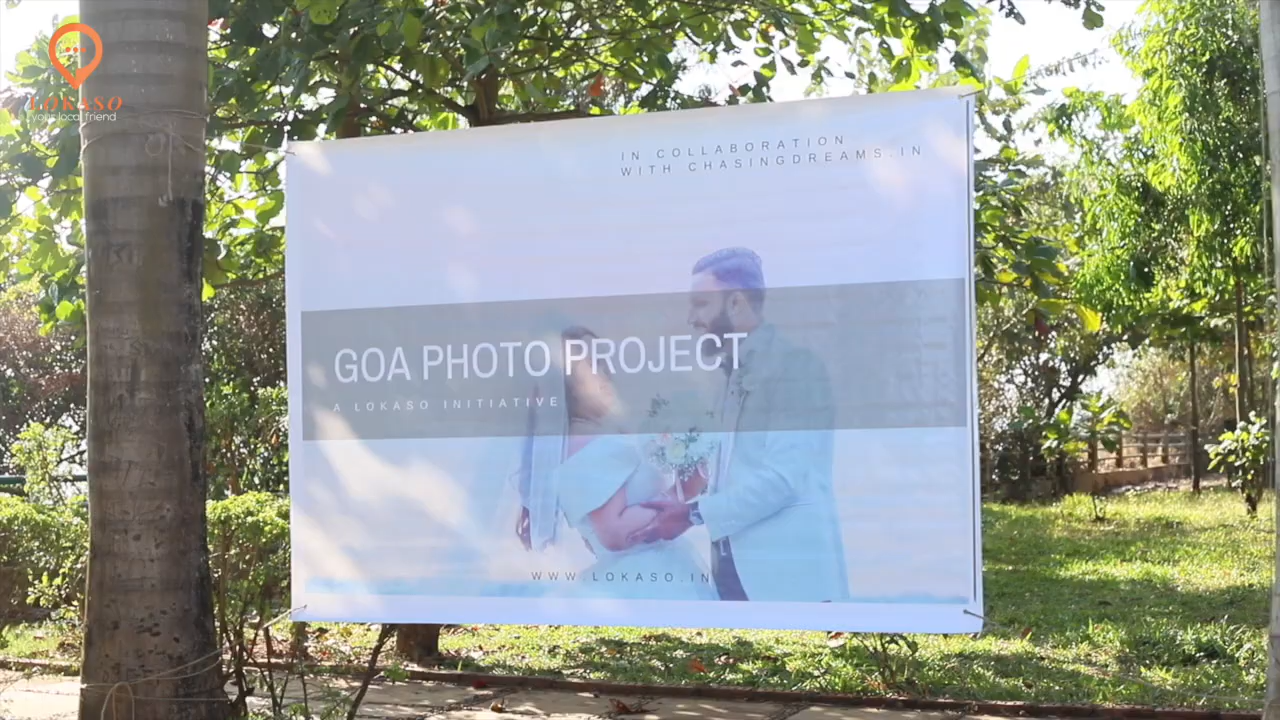 LOKASO
your local friend
IN COLLABORATION
WITH CHASINGDREAMS.IN
GOA PHOTO PROJECT
A LOKASO INITIATIVE
WWW.LOKASO.IN